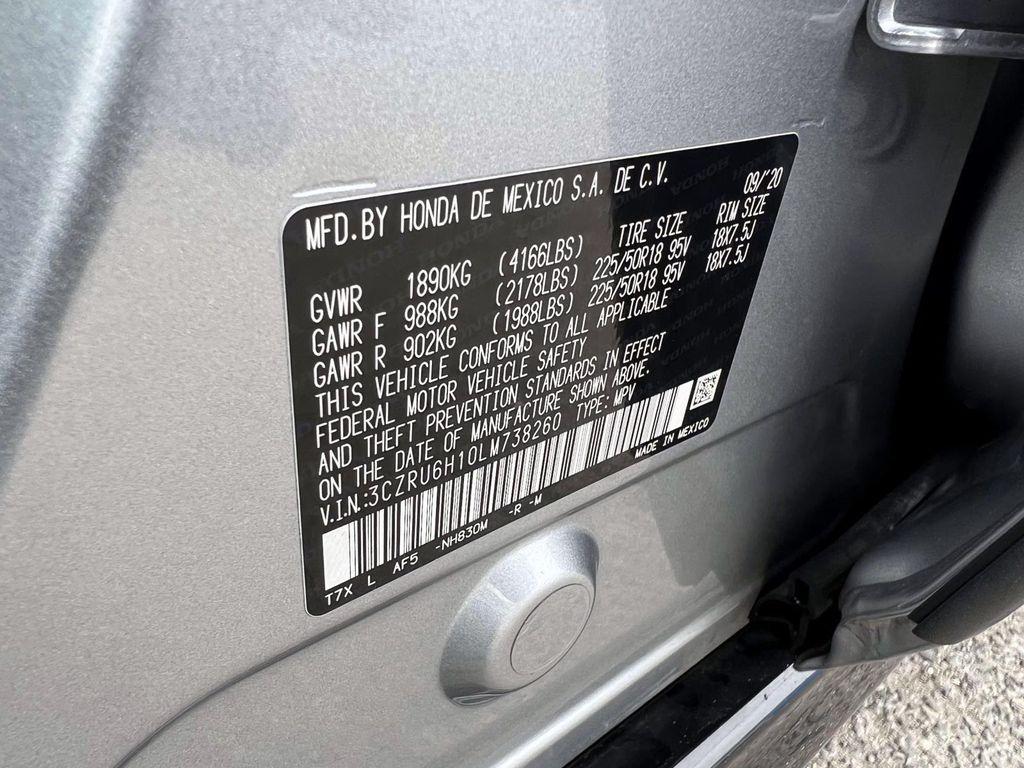 MFD.BY HONDA DE MEXICO S.A. DE C.V. 09/'20
TIRE SIZE RIM SIZE
GVWR 1890KG (4166LBS)
GAWR F 988KG (2178LBS) 225/50R18 95V 18X7.5J
GAWR R 902KG (1988LBS) 225/50R18 95V 18X7.5J
THIS VEHICLE CONFORMS TO ALL APPLICABLE
FEDERAL MOTOR VEHICLE SAFETY
AND THEFT PREVENTION STANDARDS IN EFFECT
ON THE DATE OF MANUFACTURE SHOWN ABOVE.
V.I.N.:3CZRU6H10LM738260 TYPE: MPV
MADE IN MEXICO
T7X L AF5 -NH830M -R -M